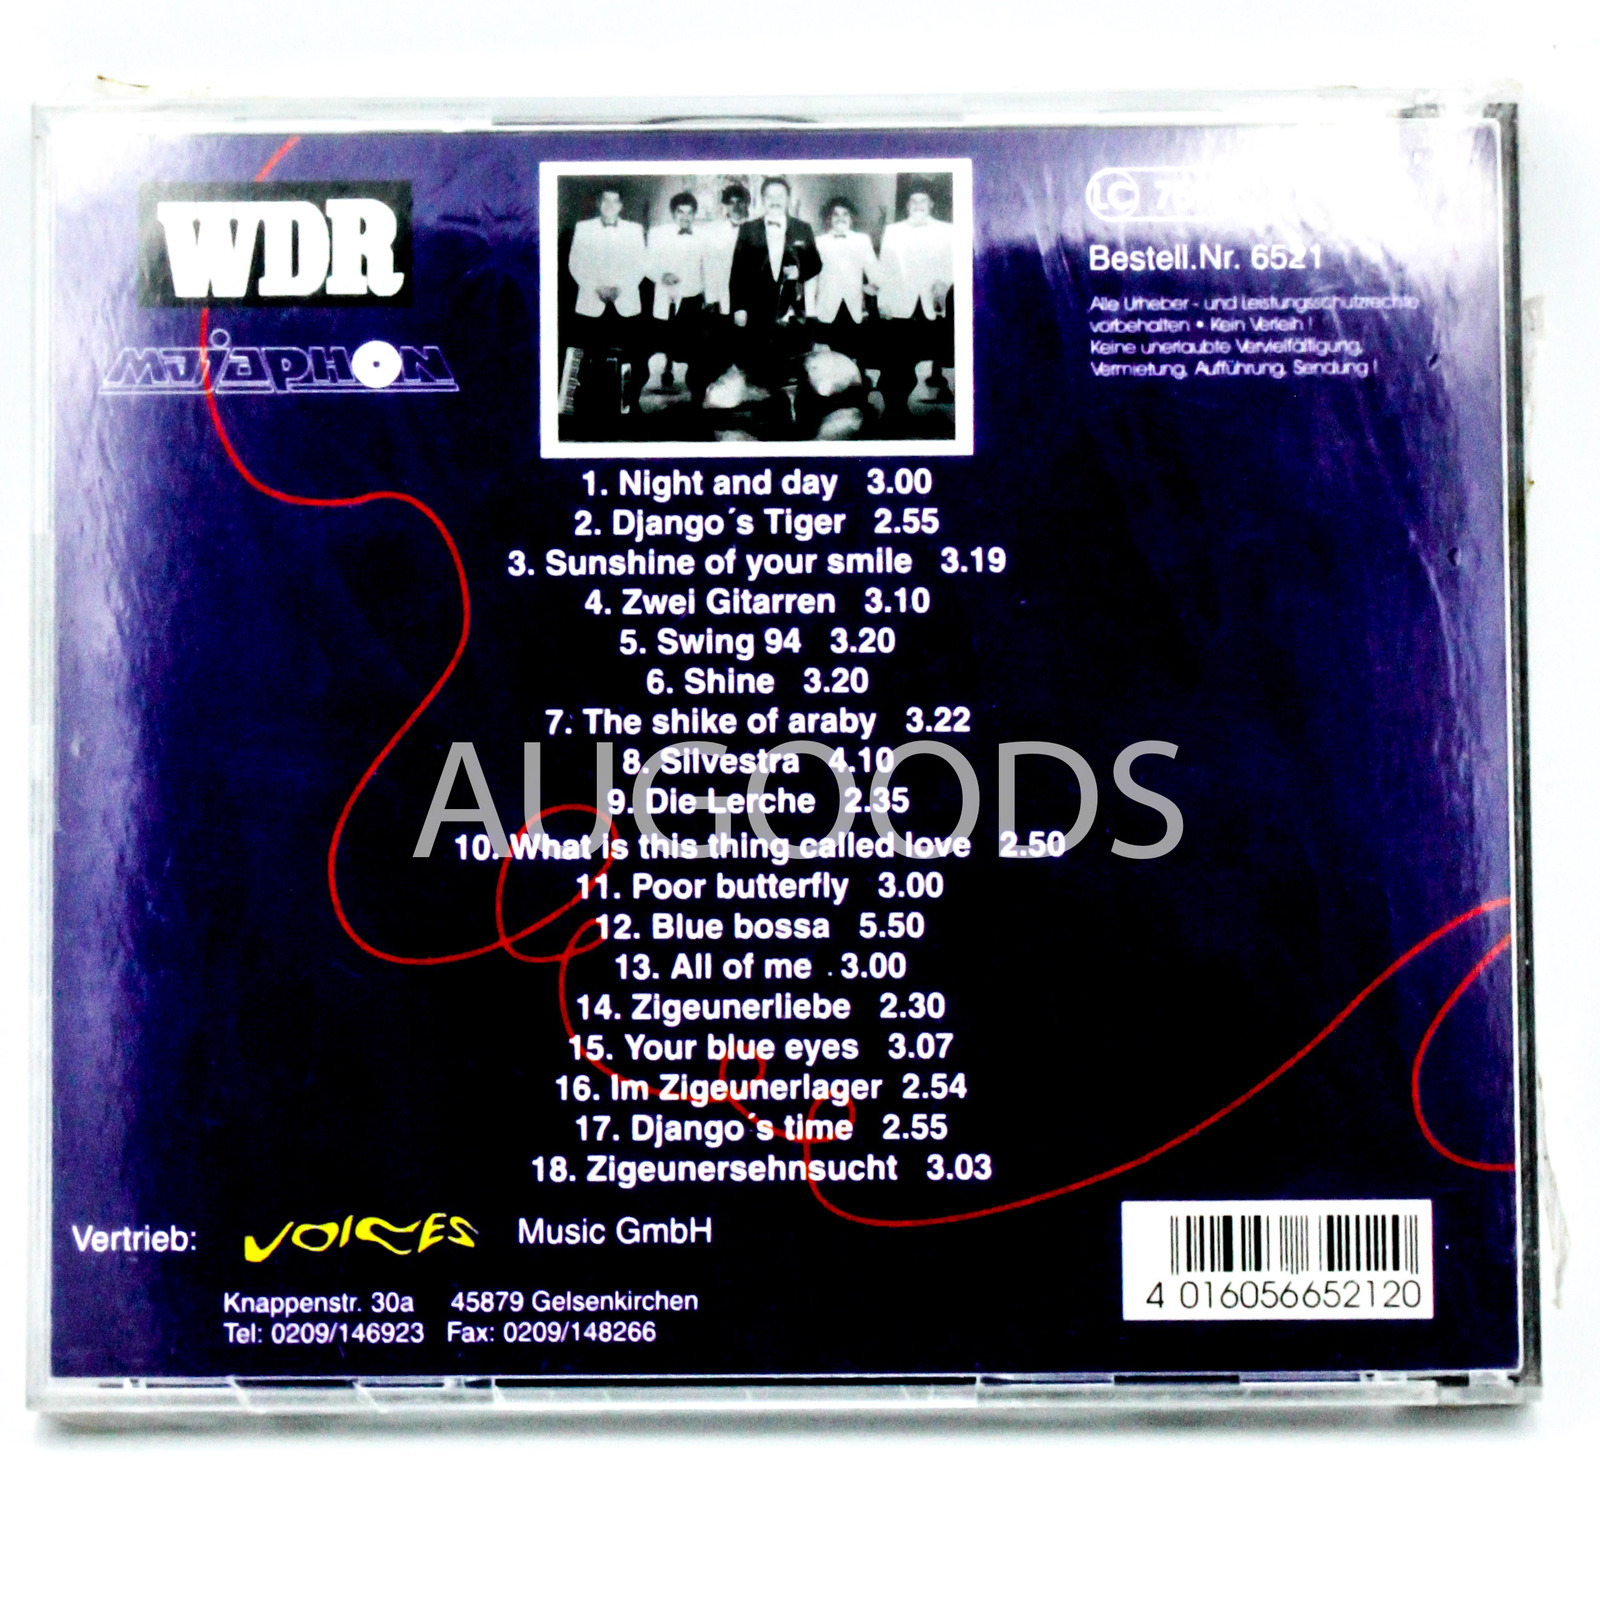 WDR
MajapHON
LC
Bestell.Nr. 6521
Alle Urheber - und Leistungsschutzrechte
vorbehalten • Kein Verleih !
Keine unerlaubte Vervielfältigung,
Vermietung, Aufführung, Sendung !
1. Night and day 3.00
2. Django´s Tiger 2.55
3. Sunshine of your smile 3.19
4. Zwei Gitarren 3.10
5. Swing 94 3.20
6. Shine 3.20
7. The shike of araby 3.22
8. Silvestra 4.10
9. Die Lerche 2.35
10. What is this thing called love 2.50
11. Poor butterfly 3.00
12. Blue bossa 5.50
13. All of me 3.00
14. Zigeunerliebe 2.30
15. Your blue eyes 3.07
16. Im Zigeunerlager 2.54
17. Django´s time 2.55
18. Zigeunersehnsucht 3.03
AUGOODS
Vertrieb: VOICES Music GmbH
Knappenstr. 30a 45879 Gelsenkirchen
Tel: 0209/146923 Fax: 0209/148266
4 016056652120